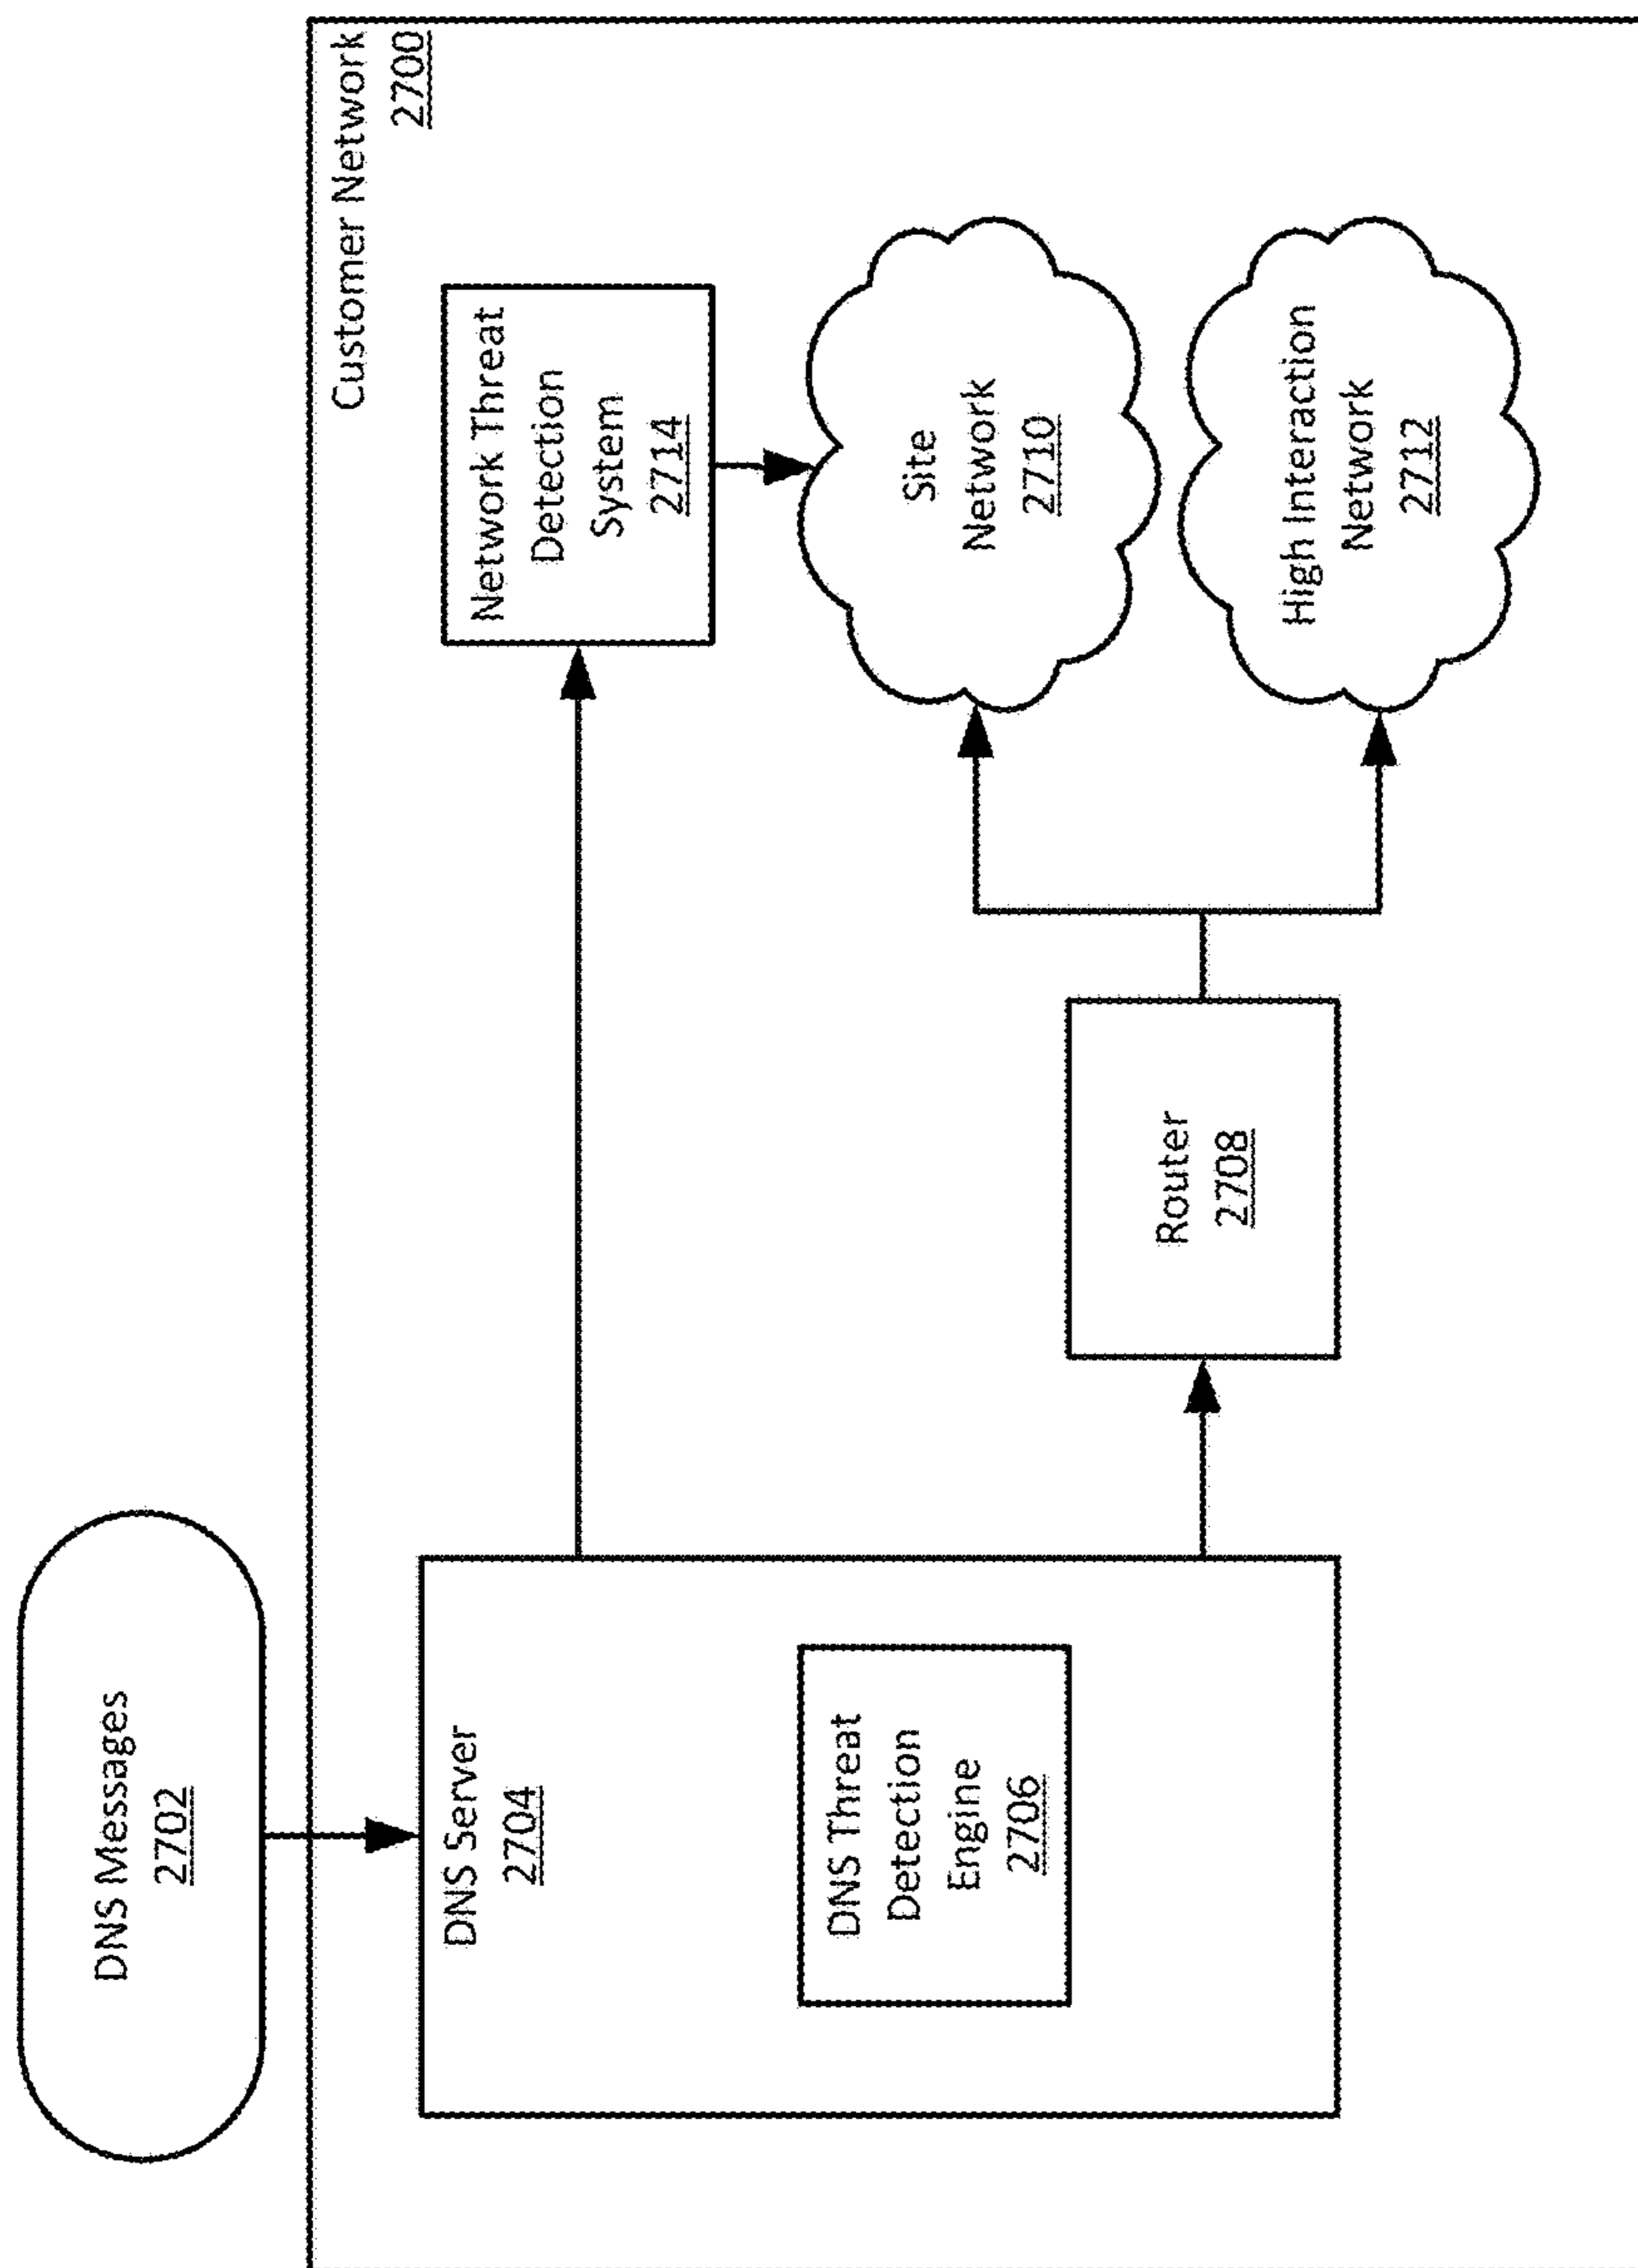 DNS Messages
2702
Customer Network
2700
DNS Server
2704
DNS Threat
Detection
Engine
2706
Network Threat
Detection
System
2714
Router
2708
Site
Network
2710
High Interaction
Network
2712